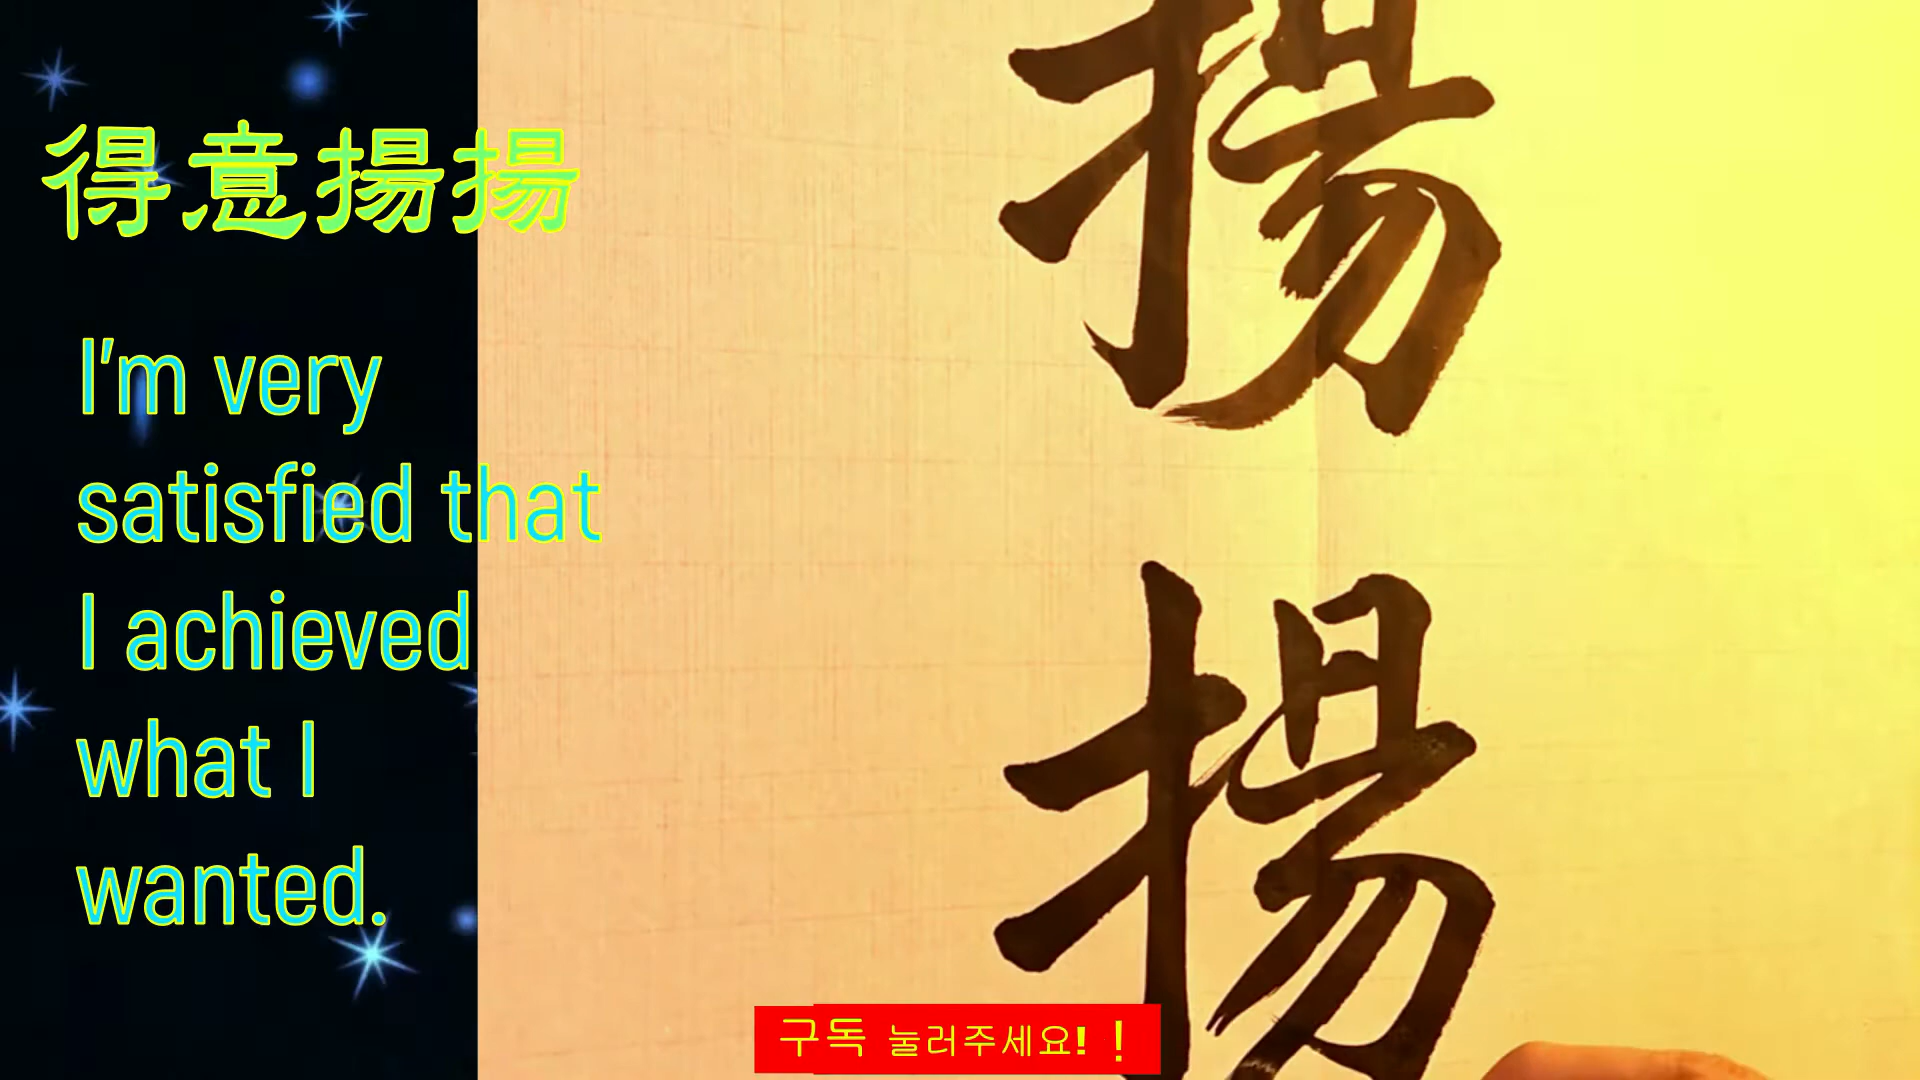 得意揚揚
I'm very
satisfied that
I achieved
what I
wanted.
揚
揚
구독 눌러주세요! !